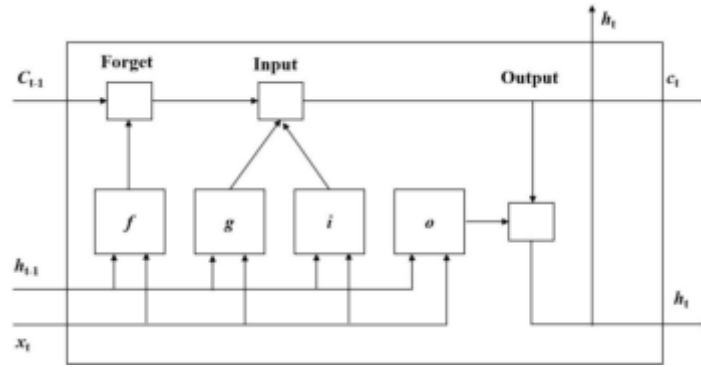 h_t
Forget
Input
C_t-1
Output
c_t
f
g
i
o
h_t-1
h_t
x_t